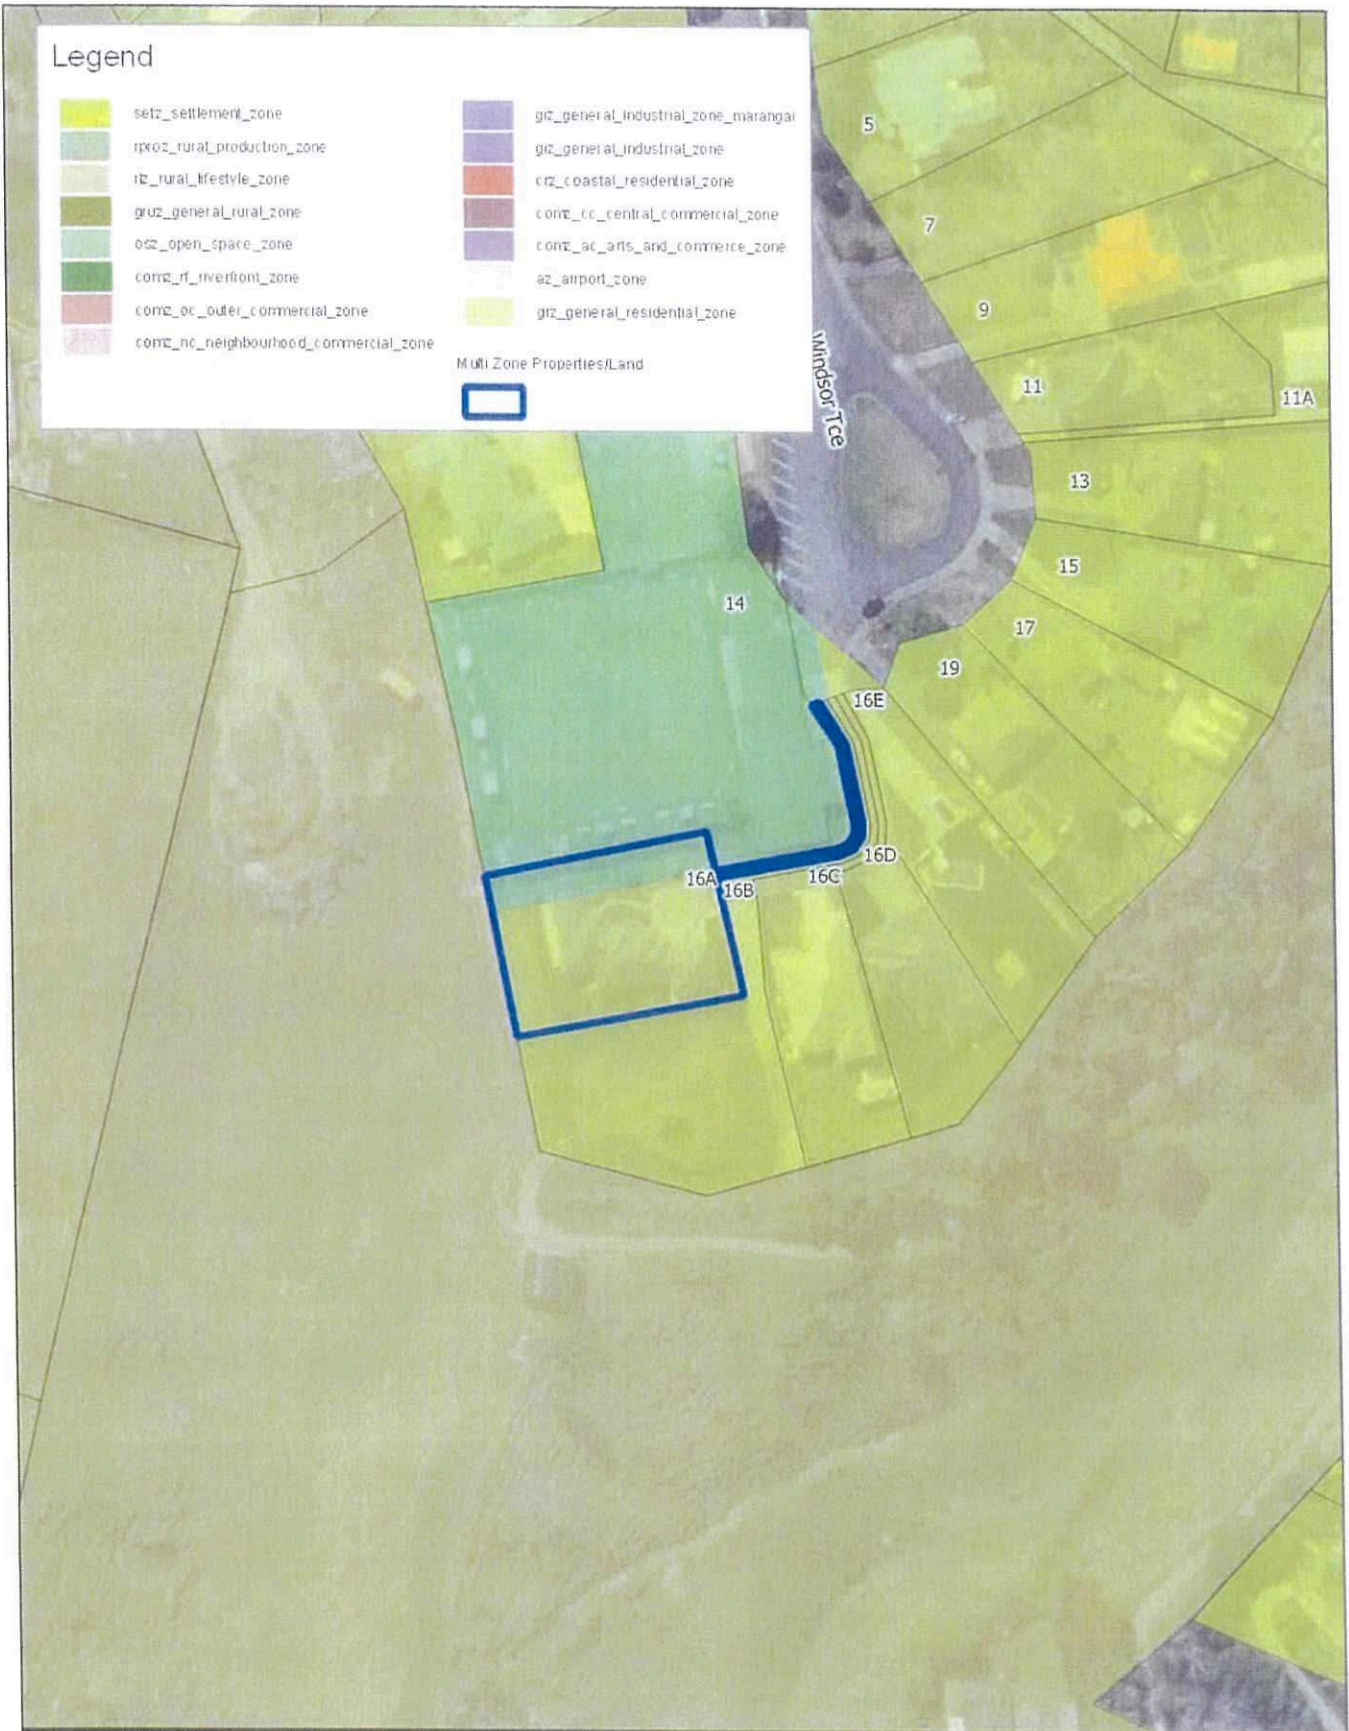 Legend
setz_settlement_zone
rproz_rural_production_zone
rlz_rural_lifestyle_zone
gruz_general_rural_zone
osz_open_space_zone
comz_rf_riverfront_zone
comz_oc_outer_commercial_zone
comz_nc_neighbourhood_commercial_zone
giz_general_industrial_zone_marangai
giz_general_industrial_zone
crz_coastal_residential_zone
comz_cc_central_commercial_zone
comz_ac_arts_and_commerce_zone
az_airport_zone
grz_general_residential_zone
Multi Zone Properties/Land
Windsor Tce
5
7
9
11
11A
13
15
17
19
14
16E
16D
16C
16A
16B